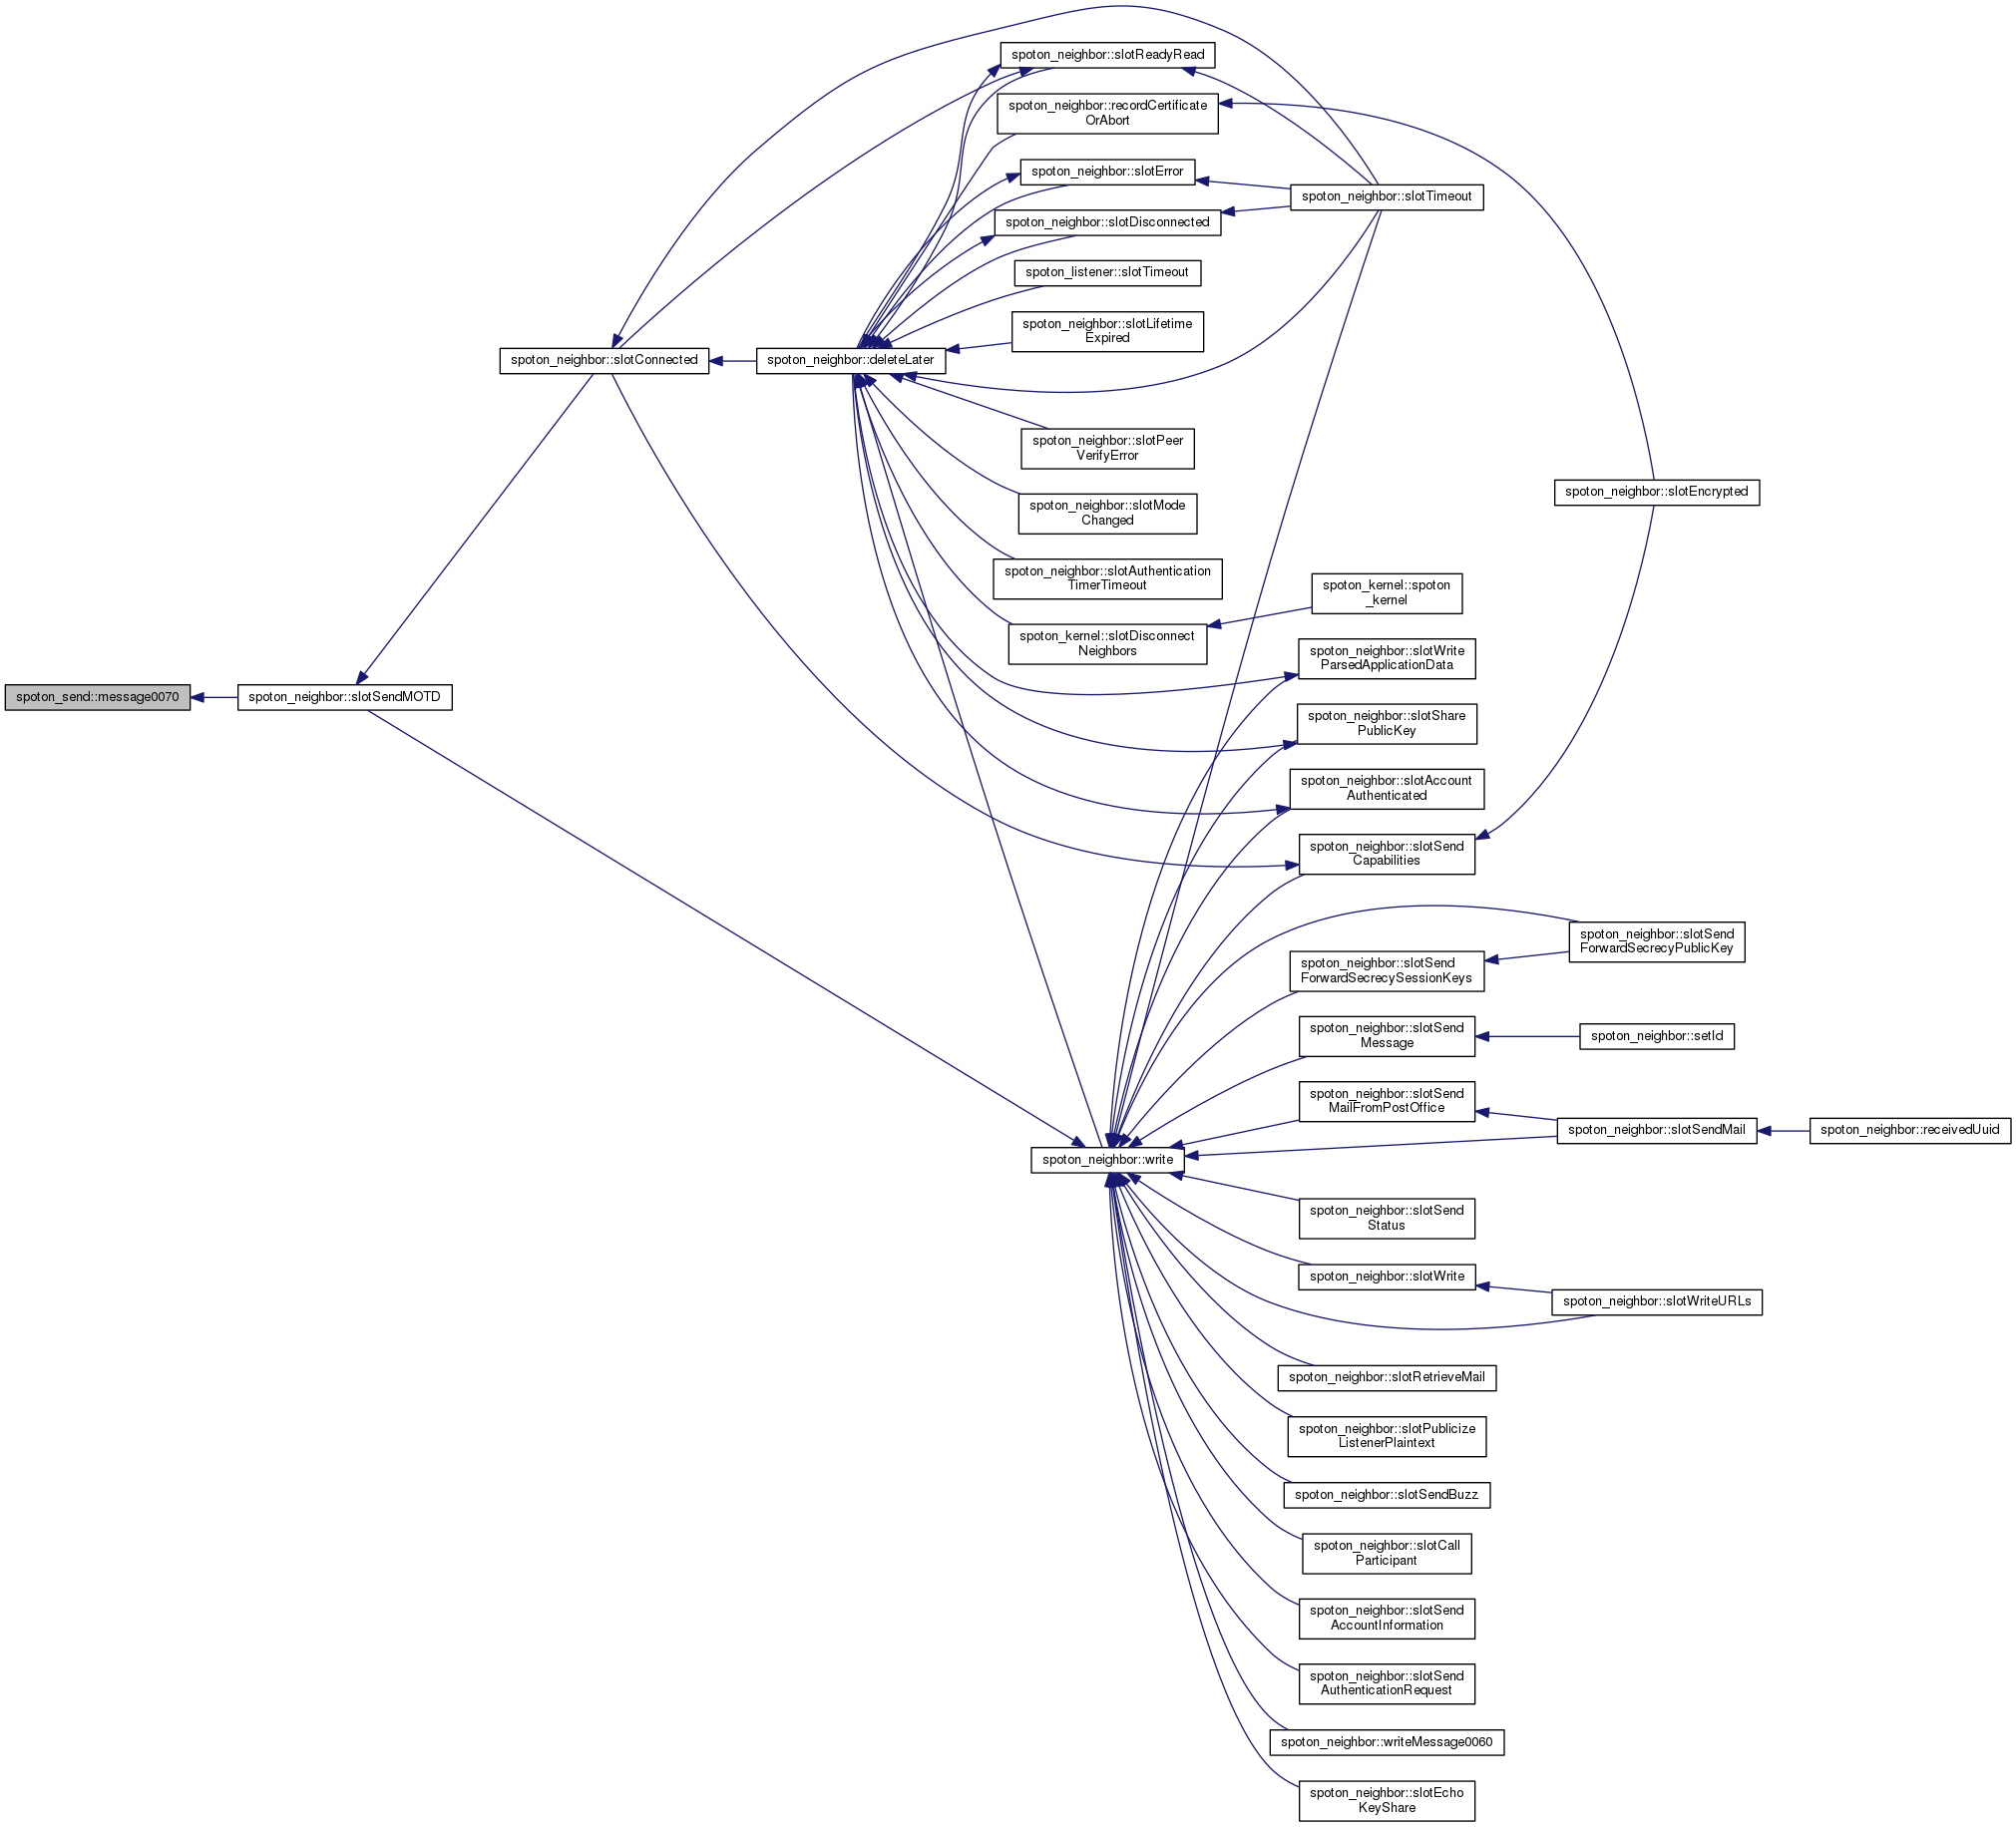 spoton_neighbor::slotReadyRead
spoton_neighbor::recordCertificate
OrAbort
spoton_neighbor::slotError
spoton_neighbor::slotTimeout
spoton_neighbor::slotDisconnected
spoton_listener::slotTimeout
spoton_neighbor::slotLifetime
Expired
spoton_neighbor::slotConnected
spoton_neighbor::deleteLater
spoton_neighbor::slotPeer
VerifyError
spoton_neighbor::slotEncrypted
spoton_neighbor::slotMode
Changed
spoton_neighbor::slotAuthentication
TimerTimeout
spoton_kernel::spoton
_kernel
spoton_kernel::slotDisconnect
Neighbors
spoton_neighbor::slotWrite
ParsedApplicationData
spoton_send::message0070
spoton_neighbor::slotSendMOTD
spoton_neighbor::slotShare
PublicKey
spoton_neighbor::slotAccount
Authenticated
spoton_neighbor::slotSend
Capabilities
spoton_neighbor::slotSend
ForwardSecrecyPublicKey
spoton_neighbor::slotSend
ForwardSecrecySessionKeys
spoton_neighbor::slotSend
Message
spoton_neighbor::setId
spoton_neighbor::slotSend
MailFromPostOffice
spoton_neighbor::slotSendMail
spoton_neighbor::receivedUuid
spoton_neighbor::write
spoton_neighbor::slotSend
Status
spoton_neighbor::slotWrite
spoton_neighbor::slotWriteURLs
spoton_neighbor::slotRetrieveMail
spoton_neighbor::slotPublicize
ListenerPlaintext
spoton_neighbor::slotSendBuzz
spoton_neighbor::slotCall
Participant
spoton_neighbor::slotSend
AccountInformation
spoton_neighbor::slotSend
AuthenticationRequest
spoton_neighbor::writeMessage0060
spoton_neighbor::slotEcho
KeyShare